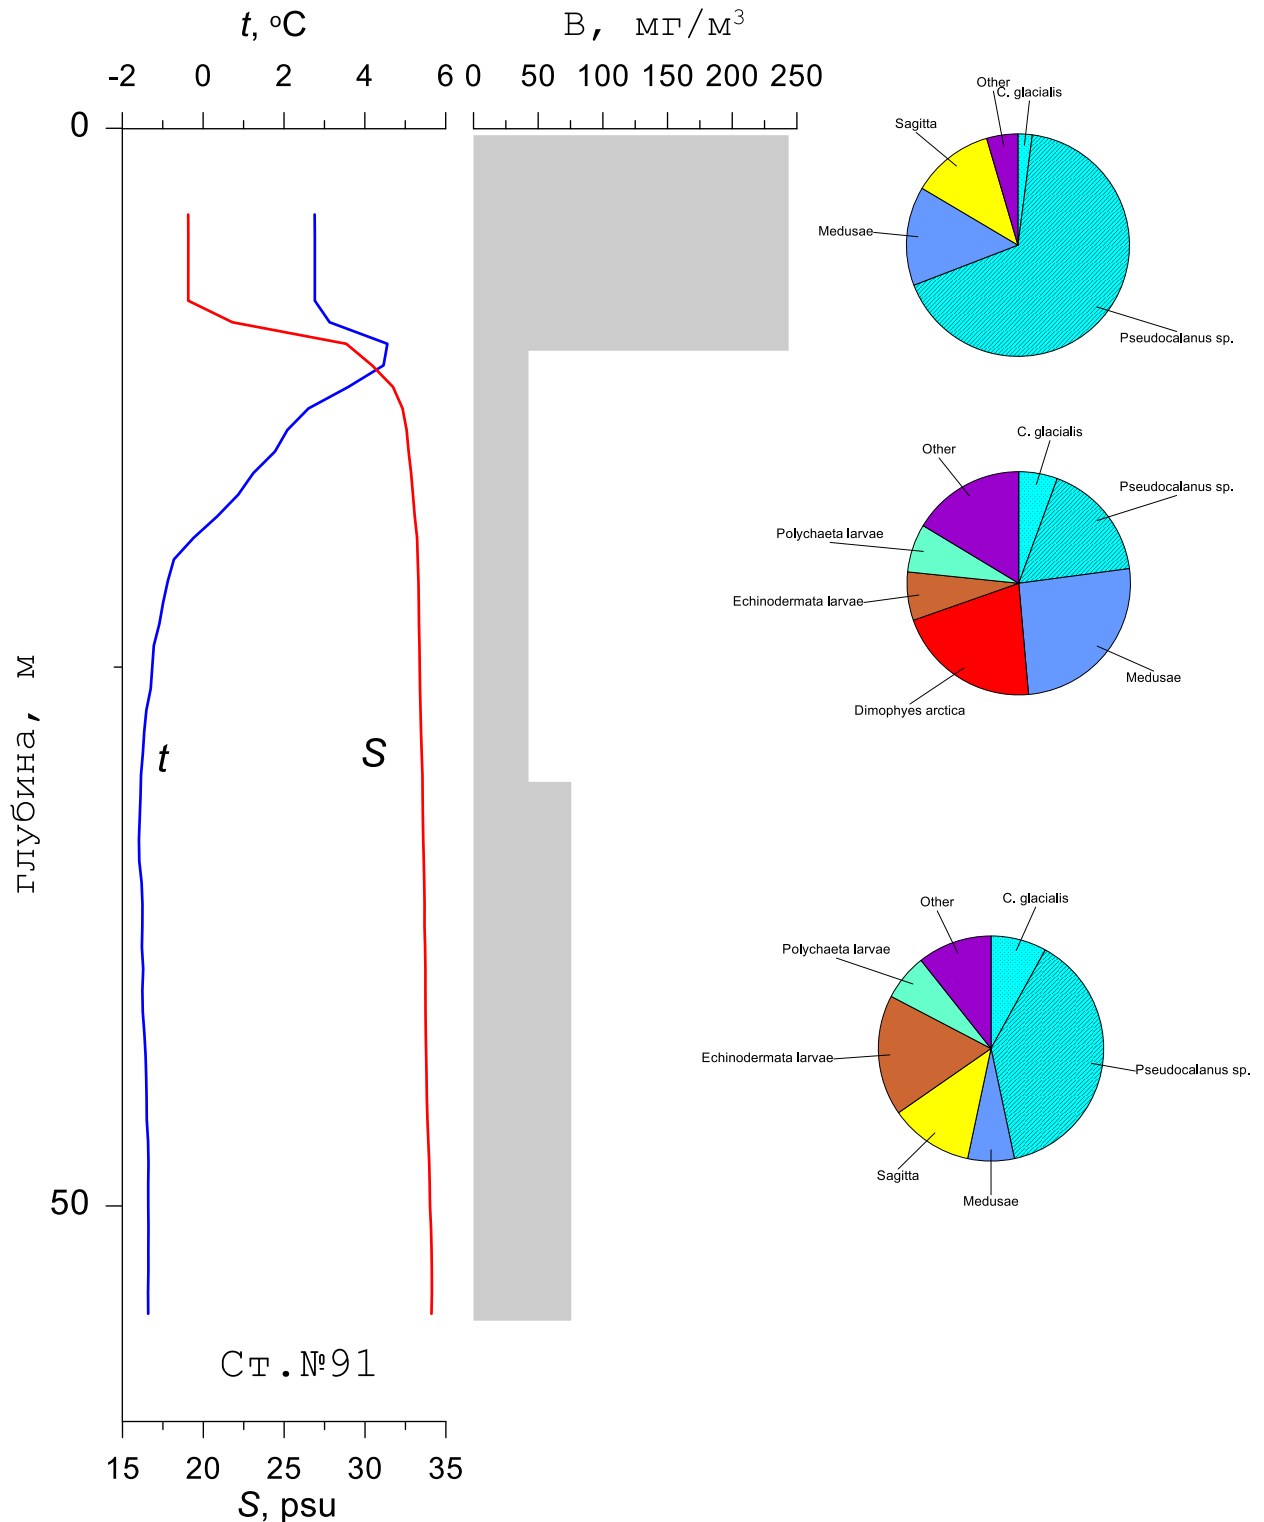 t, °C
B, мг/м³
-2 0 2 4 6
0 50 100 150 200 250
0
50
глубина, м
t
S
Ст.№91
15 20 25 30 35
S, psu
Other
C. glacialis
Sagitta
Medusae
Pseudocalanus sp.
C. glacialis
Other
Pseudocalanus sp.
Polychaeta larvae
Echinodermata larvae
Medusae
Dimophyes arctica
C. glacialis
Other
Polychaeta larvae
Echinodermata larvae
Pseudocalanus sp.
Sagitta
Medusae